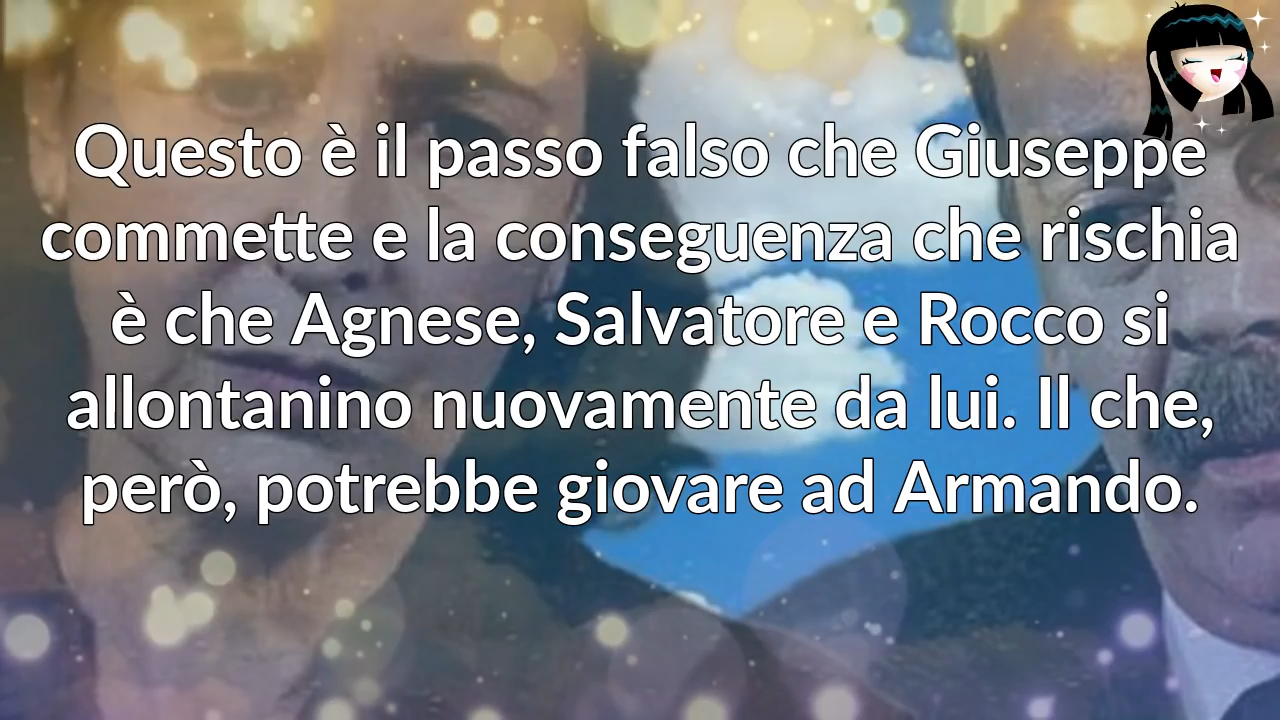 Questo è il passo falso che Giuseppe
commette e la conseguenza che rischia
è che Agnese, Salvatore e Rocco si
allontanino nuovamente da lui. Il che,
però, potrebbe giovare ad Armando.